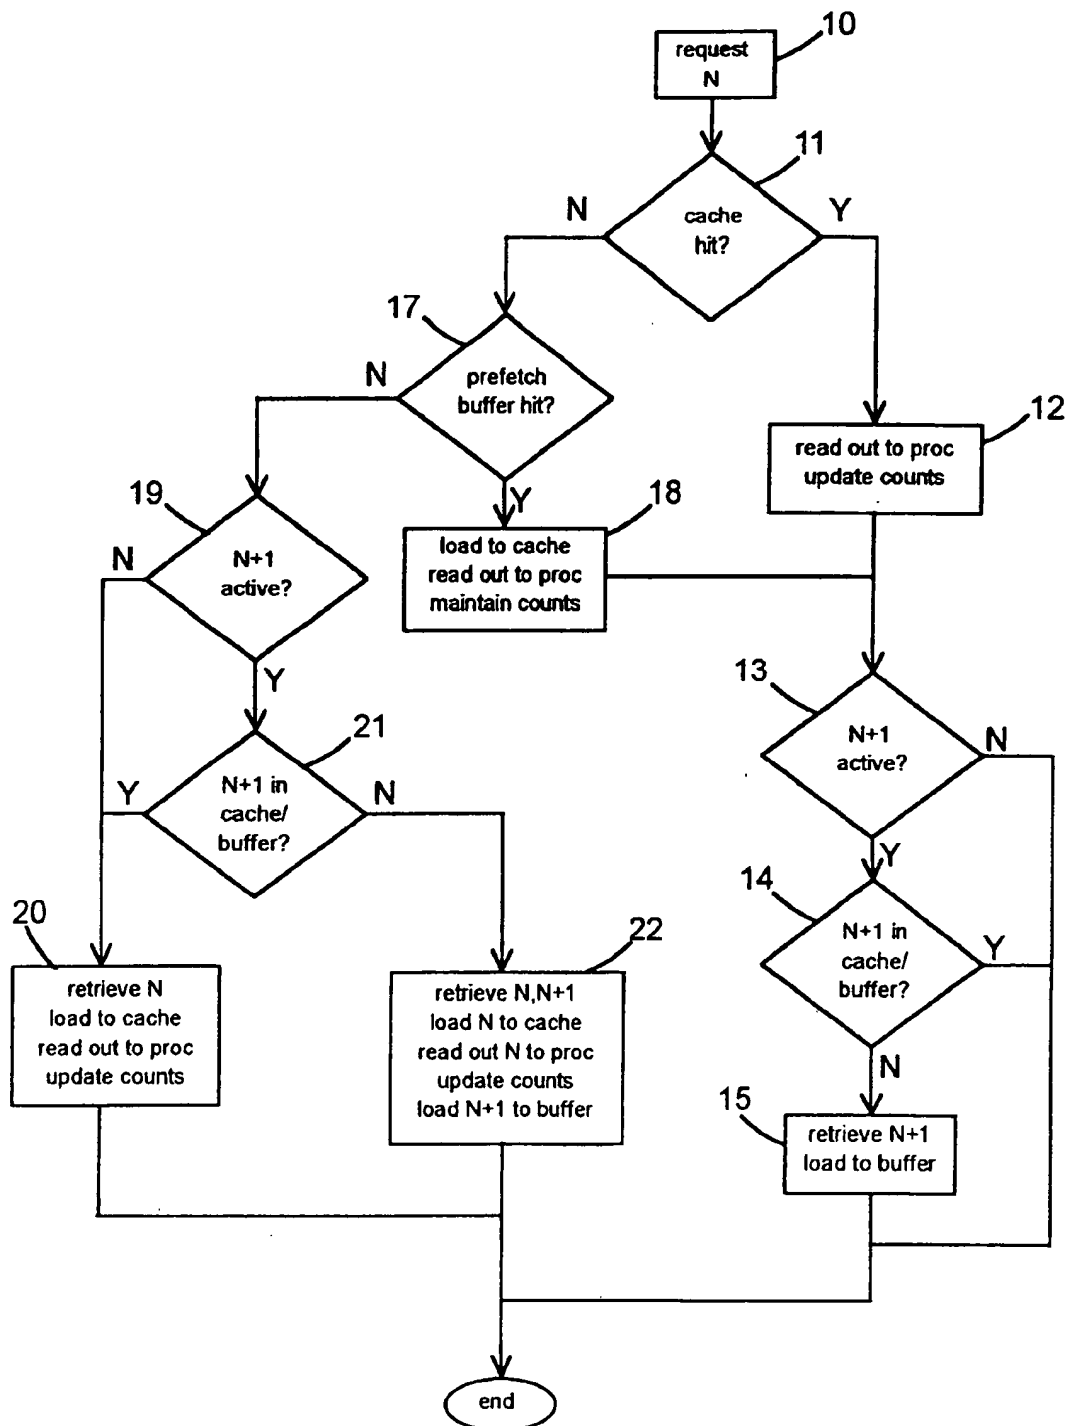 10
request
N
11
cache
hit?
N
Y
17
prefetch
buffer hit?
N
Y
12
read out to proc
update counts
18
load to cache
read out to proc
maintain counts
19
N+1
active?
N
Y
13
N+1
active?
N
Y
21
N+1 in
cache/
buffer?
Y
N
14
N+1 in
cache/
buffer?
Y
N
20
retrieve N
load to cache
read out to proc
update counts
22
retrieve N,N+1
load N to cache
read out N to proc
update counts
load N+1 to buffer
15
retrieve N+1
load to buffer
end